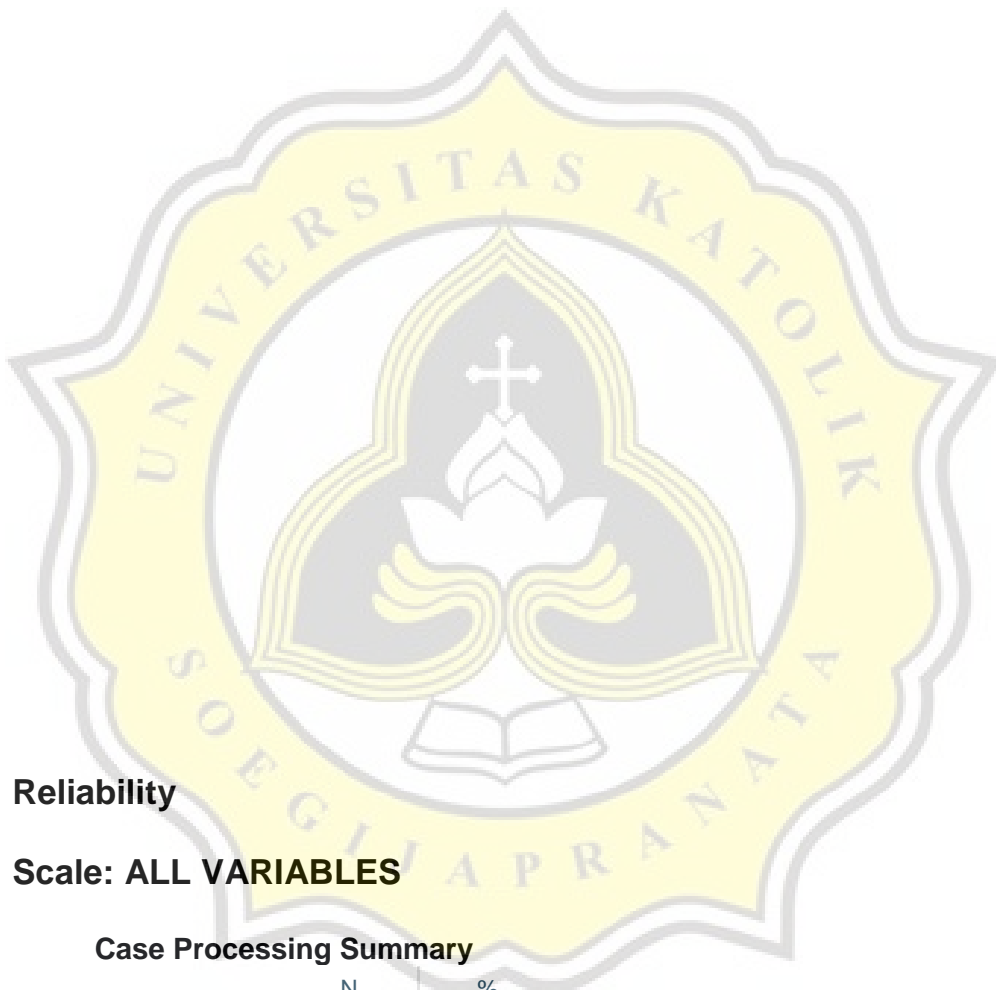 UNIVERSITAS KATOLIK
SOEGIJAPRANATA
Reliability
Scale: ALL VARIABLES
Case Processing Summary
N %